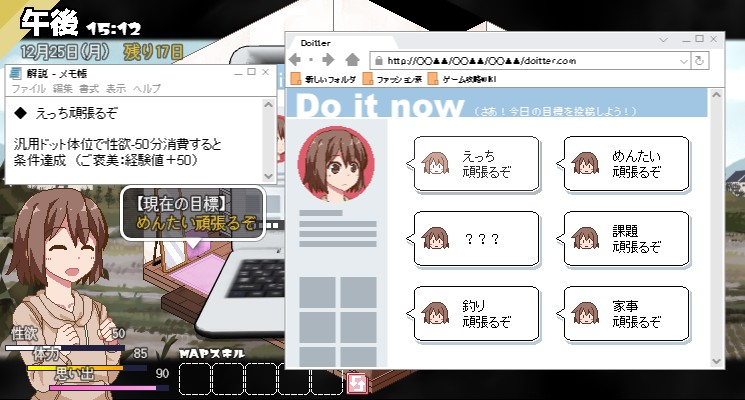 午後 15:12
12月25日(月) 残り17日
解説 - メモ帳
ファイル 編集 書式 表示 ヘルプ
◆ えっち頑張るぞ
汎用ドット体位で性欲-50分消費すると
条件達成 (ご褒美:経験値+50)
【現在の目標】
めんたい頑張るぞ
性欲 50
体力 85
思い出 90
MAPスキル
Doitter
http://○○▲▲/○○▲▲/○○▲▲/doitter.com
新しいフォルダ ファッション系 ゲーム攻略wiki
Do it now (さあ!今日の目標を投稿しよう!)
えっち
頑張るぞ
めんたい
頑張るぞ
???
課題
頑張るぞ
釣り
頑張るぞ
家事
頑張るぞ